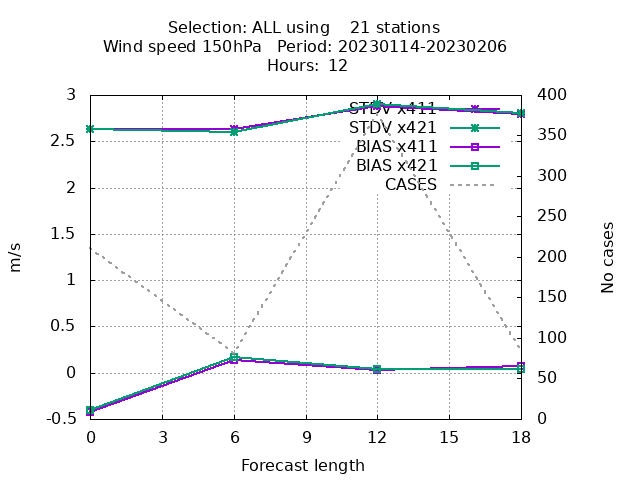 Selection: ALL using    21 stations
Wind speed 150hPa   Period: 20230114-20230206
Hours: 12
STDV x411
STDV x421
BIAS x411
BIAS x421
CASES
3
2.5
2
1.5
1
0.5
0
-0.5
400
350
300
250
200
150
100
50
0
m/s
No cases
0 3 6 9 12 15 18
Forecast length